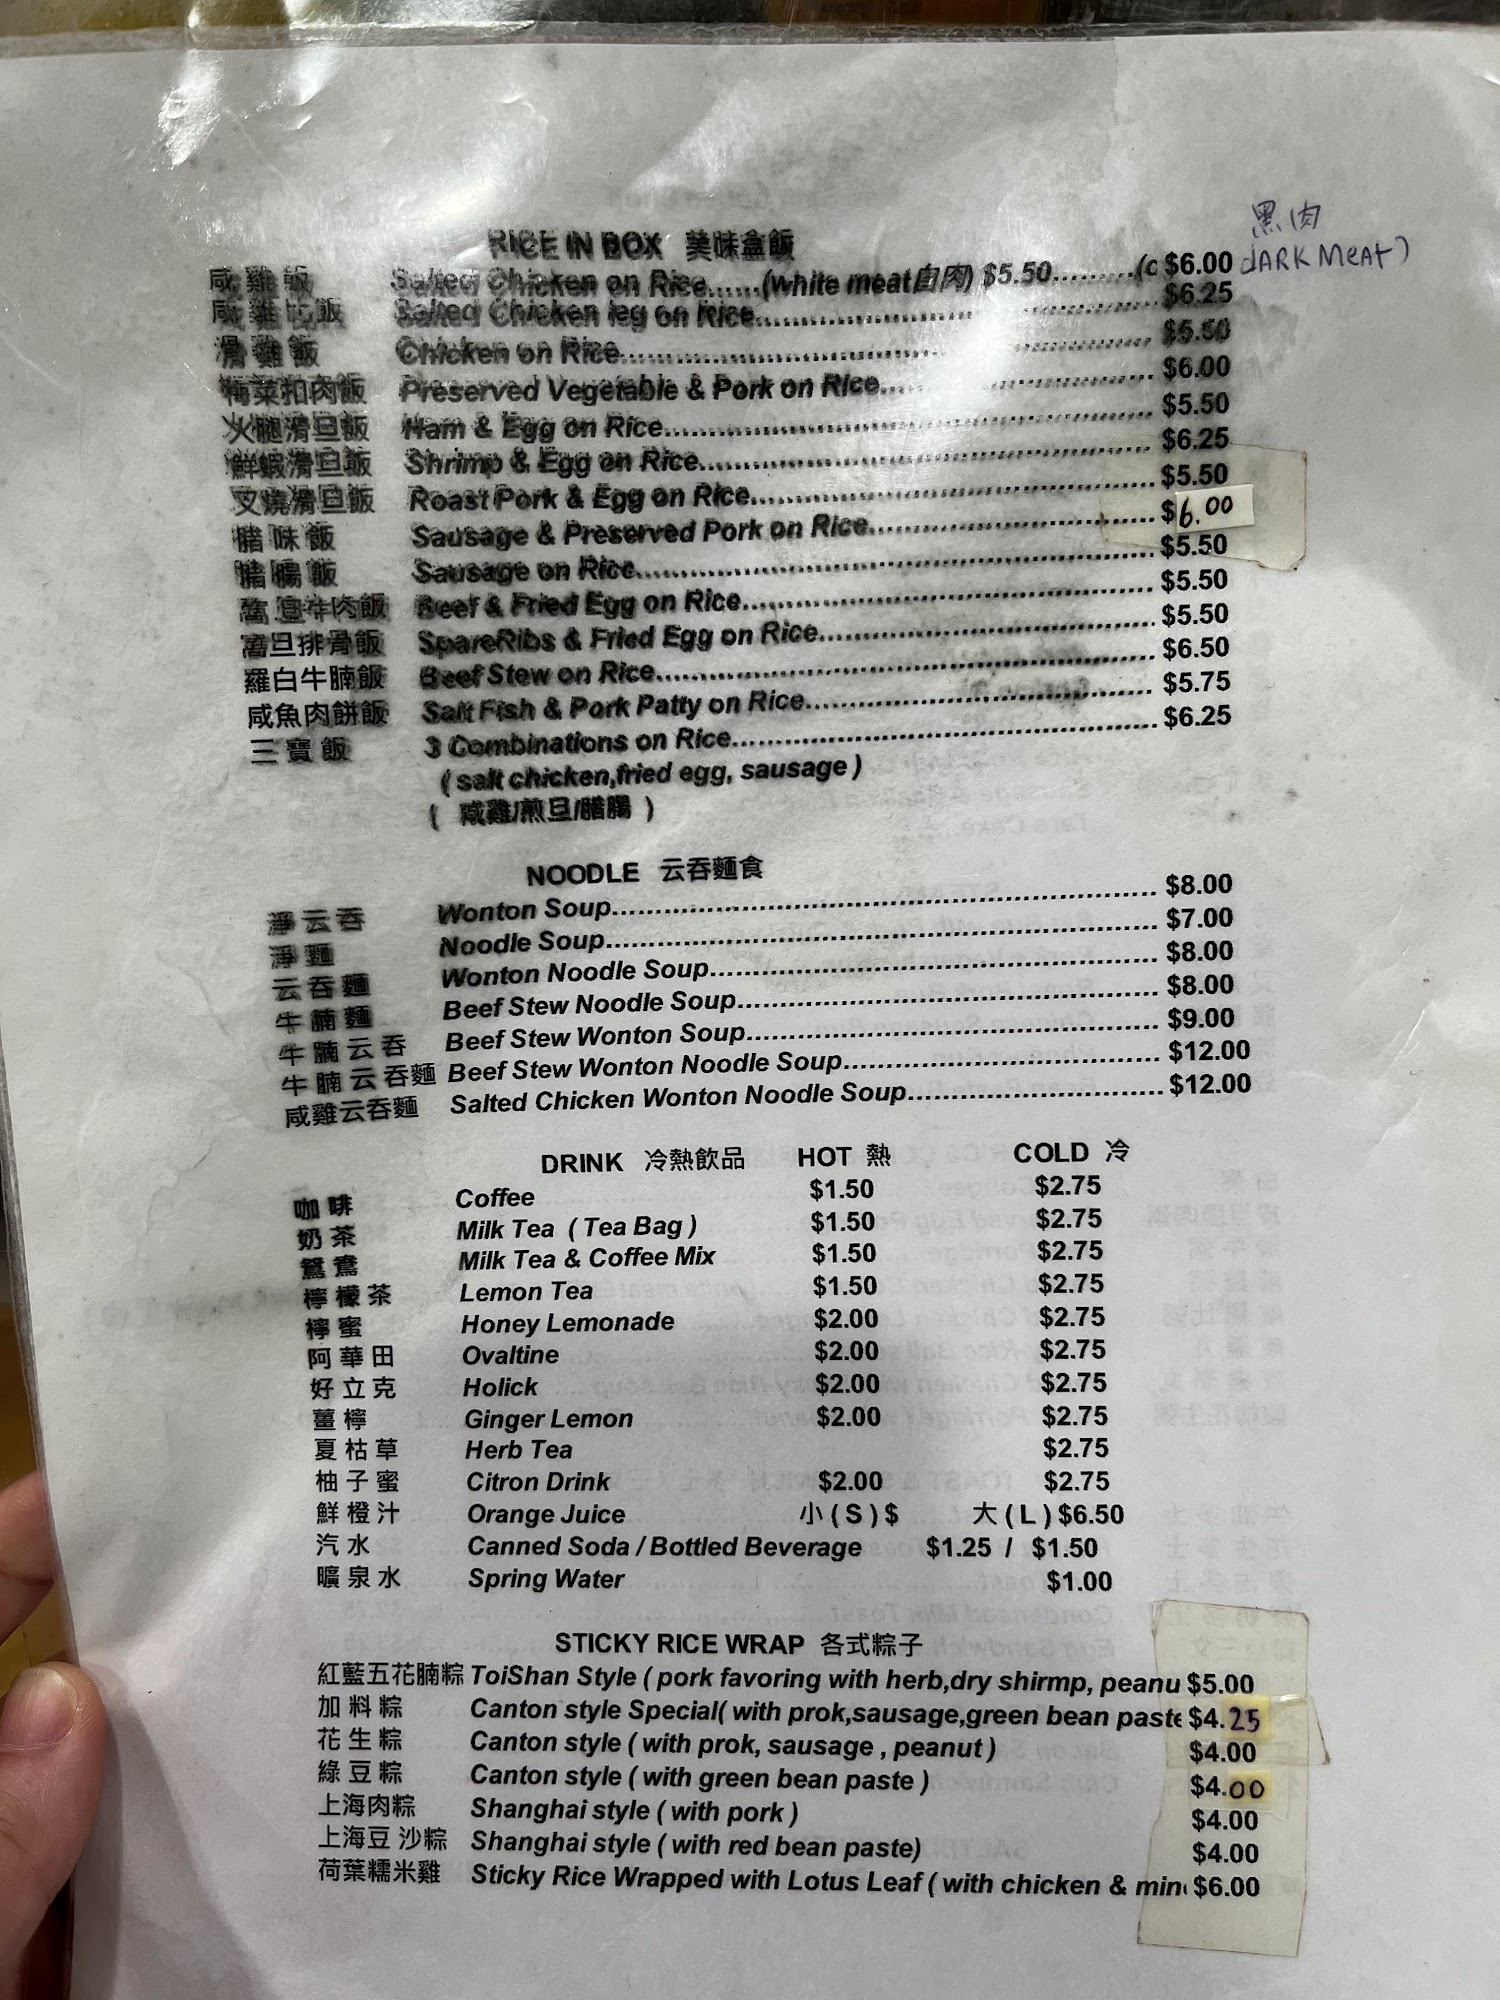 RICE IN BOX 美味盒飯
黑肉
咸雞飯 Salted Chicken on Rice.......(white meat白肉) $5.50..........(c $6.00 dARK MeAt)
咸雞比飯 Salted Chicken leg on Rice.......... $6.25
滑雞飯 Chicken on Rice.......... $5.50
梅菜扣肉飯 Preserved Vegetable & Pork on Rice.......... $6.00
火腿滑旦飯 Ham & Egg on Rice.......... $5.50
鮮蝦滑旦飯 Shrimp & Egg on Rice.......... $6.25
叉燒滑旦飯 Roast Pork & Egg on Rice.......... $5.50
腊味飯 Sausage & Preserved Pork on Rice.......... $6.00
腊腸飯 Sausage on Rice.......... $5.50
窩旦牛肉飯 Beef & Fried Egg on Rice.......... $5.50
窩旦排骨飯 SpareRibs & Fried Egg on Rice.......... $5.50
羅白牛腩飯 Beef Stew on Rice.......... $6.50
咸魚肉餅飯 Salt Fish & Pork Patty on Rice.......... $5.75
三寶飯 3 Combinations on Rice.......... $6.25
( salt chicken,fried egg, sausage )
( 咸雞/煎旦/腊腸 )
NOODLE 云吞麵食
淨云吞 Wonton Soup.......... $8.00
淨麵 Noodle Soup.......... $7.00
云吞麵 Wonton Noodle Soup.......... $8.00
牛腩麵 Beef Stew Noodle Soup.......... $8.00
牛腩云吞 Beef Stew Wonton Soup.......... $9.00
牛腩云吞麵 Beef Stew Wonton Noodle Soup.......... $12.00
咸雞云吞麵 Salted Chicken Wonton Noodle Soup.......... $12.00
DRINK 冷熱飲品 HOT 熱 COLD 冷
咖啡 Coffee $1.50 $2.75
奶茶 Milk Tea ( Tea Bag ) $1.50 $2.75
鴛鴦 Milk Tea & Coffee Mix $1.50 $2.75
檸檬茶 Lemon Tea $1.50 $2.75
檸蜜 Honey Lemonade $2.00 $2.75
阿華田 Ovaltine $2.00 $2.75
好立克 Holick $2.00 $2.75
薑檸 Ginger Lemon $2.00 $2.75
夏枯草 Herb Tea $2.75
柚子蜜 Citron Drink $2.00 $2.75
鮮橙汁 Orange Juice 小 ( S ) $ 大 ( L ) $6.50
汽水 Canned Soda / Bottled Beverage $1.25 / $1.50
曠泉水 Spring Water $1.00
STICKY RICE WRAP 各式粽子
紅藍五花腩粽 ToiShan Style ( pork favoring with herb,dry shirmp, peanu $5.00
加料粽 Canton style Special( with prok,sausage,green bean paste $4.25
花生粽 Canton style ( with prok, sausage , peanut ) $4.00
綠豆粽 Canton style ( with green bean paste ) $4.00
上海肉粽 Shanghai style ( with pork ) $4.00
上海豆沙粽 Shanghai style ( with red bean paste) $4.00
荷葉糯米雞 Sticky Rice Wrapped with Lotus Leaf ( with chicken & min $6.00